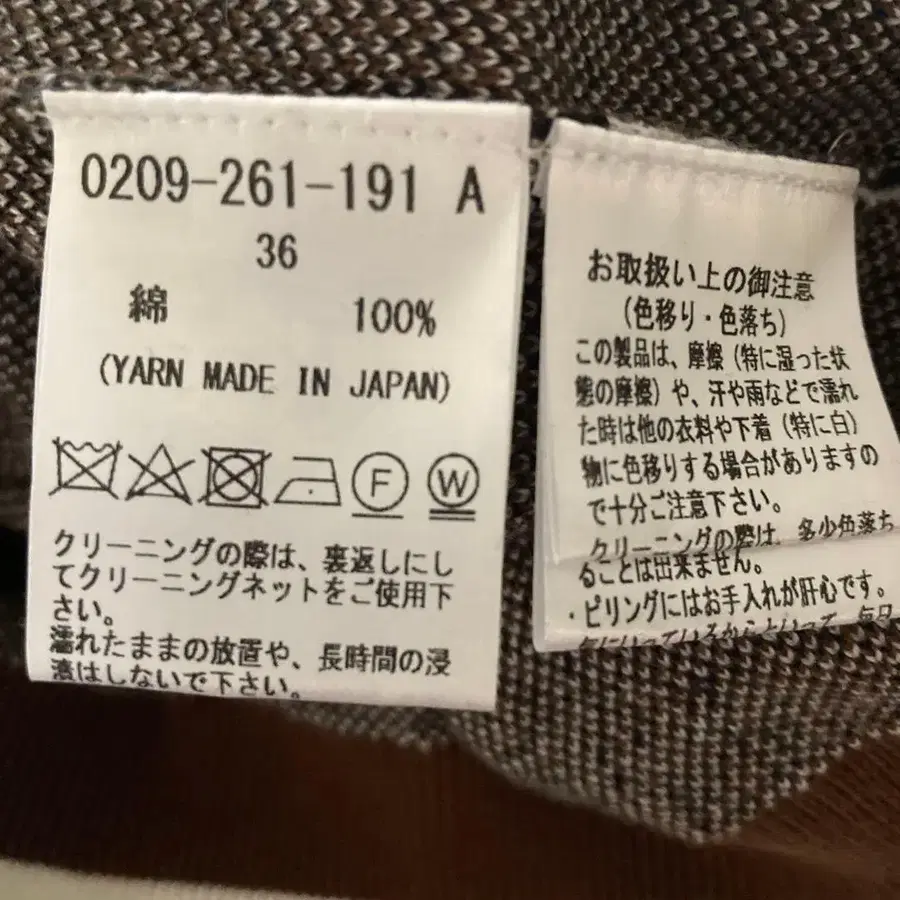 0209-261-191 A
36
綿 100%
(YARN MADE IN JAPAN)
F W
クリーニングの際は、裏返しにし
てクリーニングネットをご使用下
さい。
濡れたままの放置や、長時間の浸
漬はしないで下さい。
お取扱い上の御注意
(色移り・色落ち)
この製品は、摩擦(特に湿った状
態の摩擦)や、汗や雨などで濡れ
た時は他の衣料や下着(特に白)
物に色移りする場合がありますの
で十分ご注意下さい。
クリーニングの際は、多少色落ち
ることは出来ません。
・ピリングにはお手入れが肝心です。